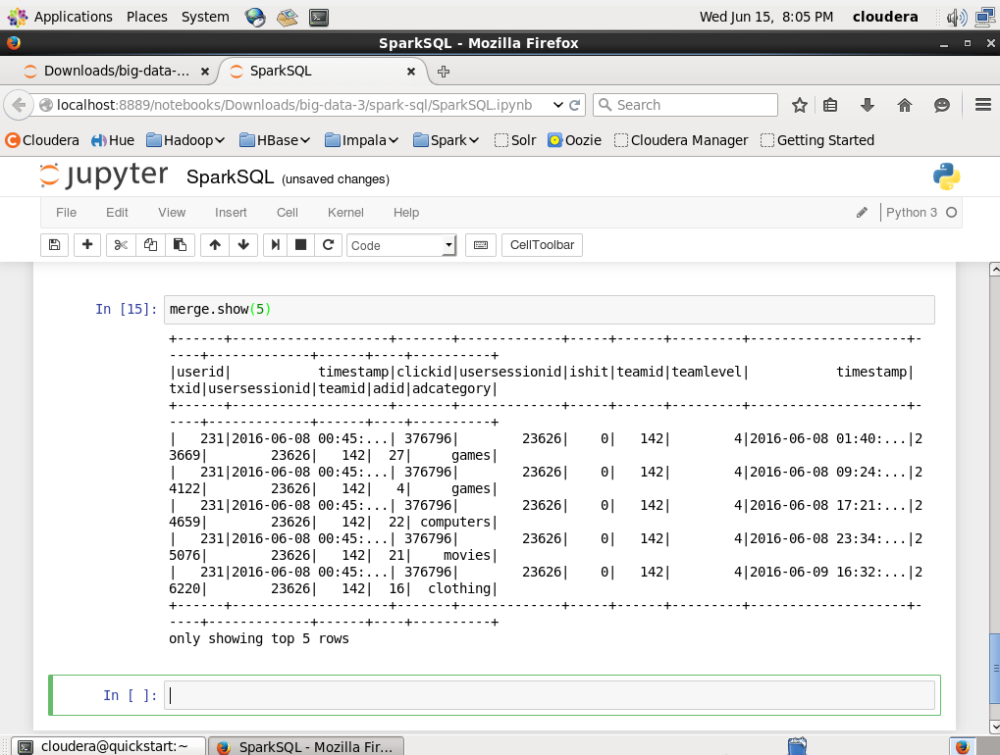 Applications Places System Wed Jun 15, 8:05 PM cloudera
SparkSQL - Mozilla Firefox
Downloads/big-data-... SparkSQL
localhost:8889/notebooks/Downloads/big-data-3/spark-sql/SparkSQL.ipynb Search
Cloudera Hue Hadoop HBase Impala Spark Solr Oozie Cloudera Manager Getting Started
jupyter SparkSQL (unsaved changes)
File Edit View Insert Cell Kernel Help Python 3
Code CellToolbar
In [15]: merge.show(5)
+------+--------------------+-------+-------------+-----+------+---------+--------------------+-
----+-------------+------+----+----------+
|userid|           timestamp|clickid|usersessionid|ishit|teamid|teamlevel|           timestamp|
txid|usersessionid|teamid|adid|adcategory|
+------+--------------------+-------+-------------+-----+------+---------+--------------------+-
----+-------------+------+----+----------+
|   231|2016-06-08 00:45:...| 376796|        23626|    0|   142|        4|2016-06-08 01:40:...|2
3669|        23626|   142|  27|     games|
|   231|2016-06-08 00:45:...| 376796|        23626|    0|   142|        4|2016-06-08 09:24:...|2
4122|        23626|   142|   4|     games|
|   231|2016-06-08 00:45:...| 376796|        23626|    0|   142|        4|2016-06-08 17:21:...|2
4659|        23626|   142|  22| computers|
|   231|2016-06-08 00:45:...| 376796|        23626|    0|   142|        4|2016-06-08 23:34:...|2
5076|        23626|   142|  21|    movies|
|   231|2016-06-08 00:45:...| 376796|        23626|    0|   142|        4|2016-06-09 16:32:...|2
6220|        23626|   142|  16|  clothing|
+------+--------------------+-------+-------------+-----+------+---------+--------------------+-
----+-------------+------+----+----------+
only showing top 5 rows
In [ ]:
cloudera@quickstart:~ SparkSQL - Mozilla Fir...